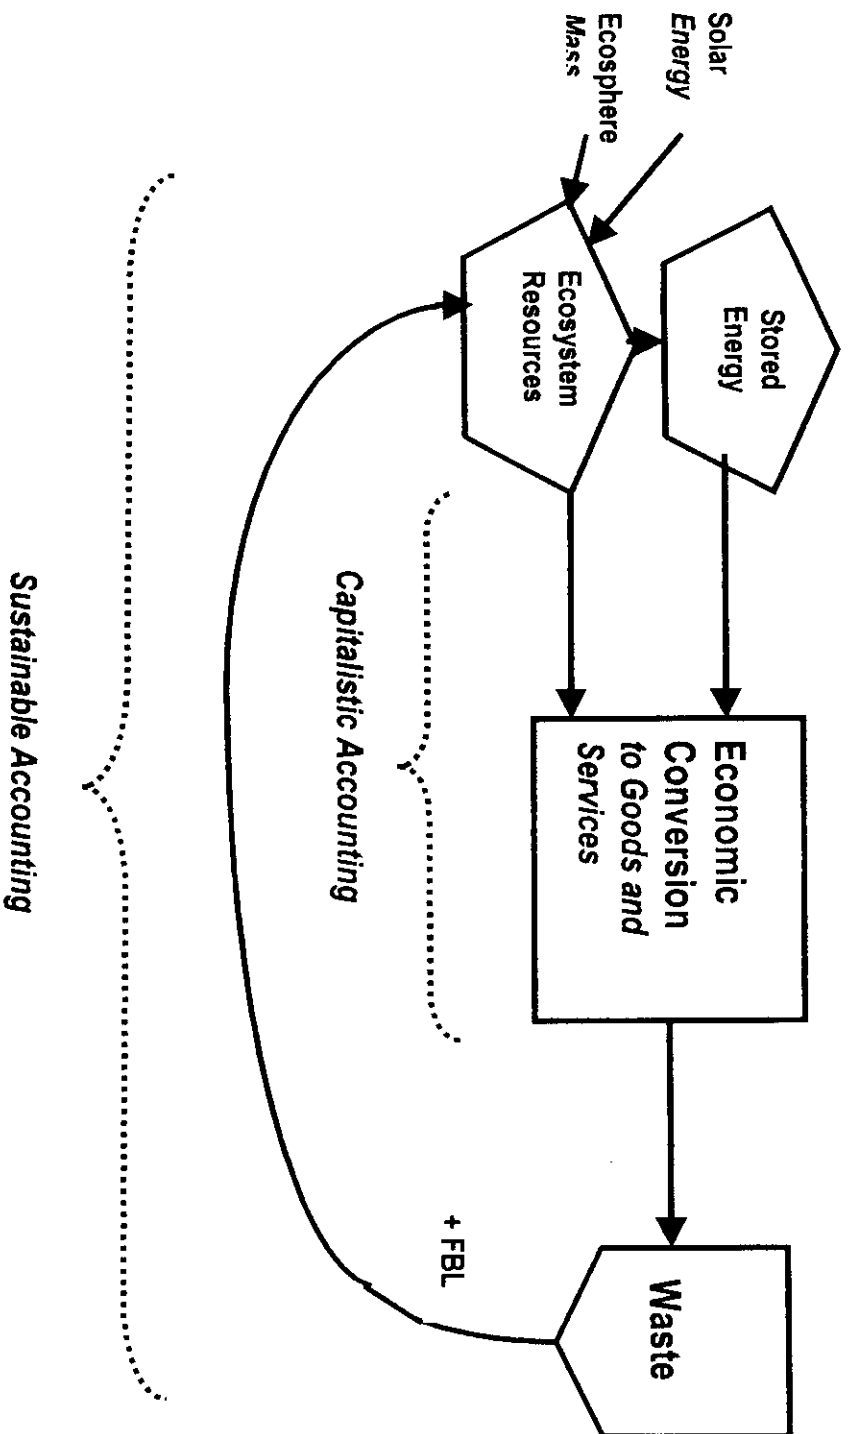 Solar
Energy
Ecosphere
Mass
Stored
Energy
Ecosystem
Resources
Economic
Conversion
to Goods and
Services
Waste
+ FBL
Capitalistic Accounting
Sustainable Accounting